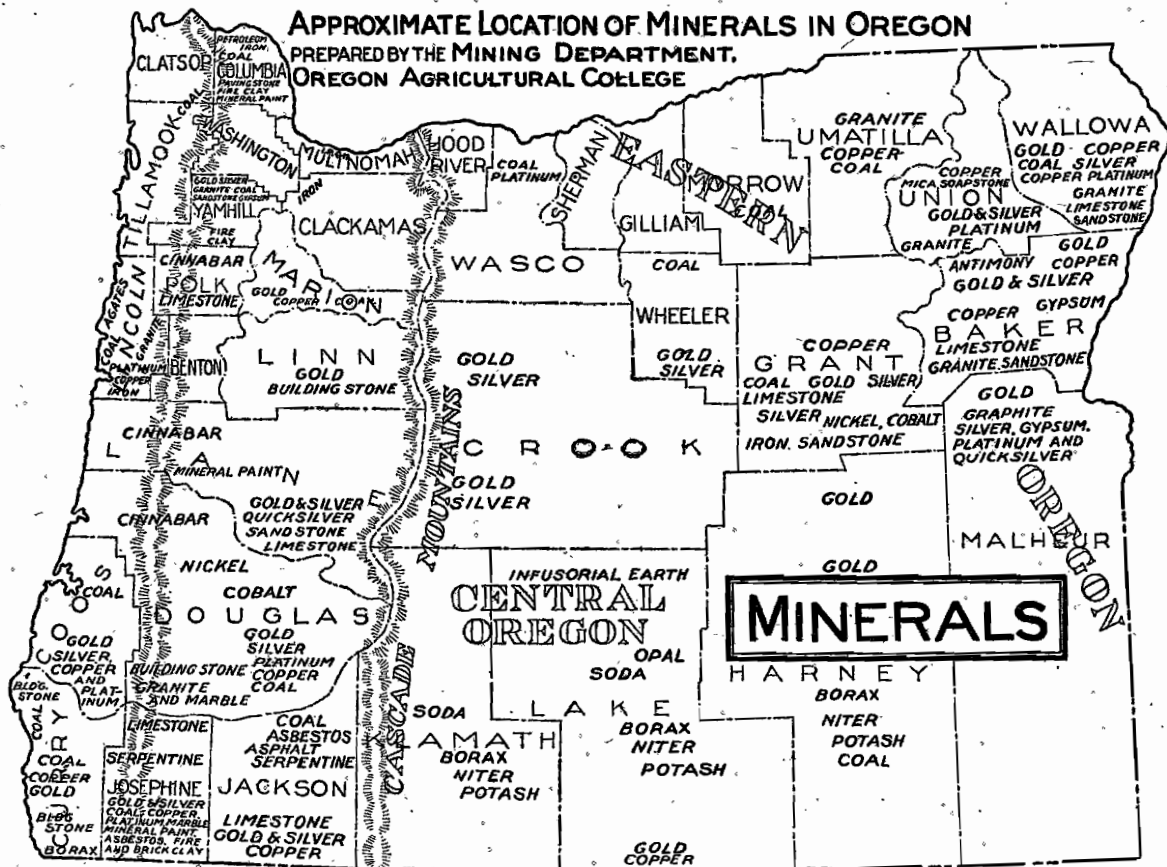 APPROXIMATE LOCATION OF MINERALS IN OREGON
PREPARED BY THE MINING DEPARTMENT.
OREGON AGRICULTURAL COLLEGE
CLATSOP
PETROLEUM
IRON
COAL
COLUMBIA
PAVING STONE
FIRE CLAY
MINERAL PAINT
TILLAMOOK
COAL
WASHINGTON
MULTNOMAH
HOOD
RIVER
COAL
PLATINUM
SHERMAN
EASTERN
MORROW
COAL
GRANITE
UMATILLA
COPPER-
COAL
WALLOWA
GOLD COPPER
COAL SILVER
COPPER PLATINUM
GRANITE
LIMESTONE
SANDSTONE
COPPER
MICA SOAPSTONE
UNION
GOLD & SILVER
PLATINUM
GRANITE
GOLD SILVER
GRANITE COAL
SANDSTONE GYPSUM
YAMHILL
FIRE
CLAY
IRON
CLACKAMAS
GILLIAM
WASCO
COAL
WHEELER
GOLD
SILVER
CINNABAR
POLK
LIMESTONE
MARION
GOLD
COPPER
LINCOLN
COAL AGATES
GRANITE
PLATINUM
COPPER
IRON
BENTON
LINN
GOLD
BUILDING STONE
GOLD
SILVER
CROOK
GOLD
SILVER
COPPER
GRANT
COAL GOLD SILVER
LIMESTONE
SILVER NICKEL, COBALT
IRON. SANDSTONE
GOLD
ANTIMONY COPPER
GOLD & SILVER
COPPER GYPSUM
BAKER
LIMESTONE
GRANITE. SANDSTONE
GOLD
GRAPHITE
SILVER, GYPSUM,
PLATINUM AND
QUICKSILVER
OREGON
MALHEUR
CINNABAR
LANE
MINERAL PAINT
GOLD & SILVER
QUICKSILVER
SANDSTONE
LIMESTONE
CASCADE MOUNTAINS
CINNABAR
NICKEL
COBALT
DOUGLAS
GOLD
SILVER
PLATINUM
COPPER
COAL
BUILDING STONE
GRANITE
AND MARBLE
COOS
COAL
GOLD
SILVER,
COPPER
AND
PLAT-
INUM
BLDG.
STONE
COAL
CURRY
COAL
COPPER
GOLD
BLDG
STONE
BORAX
LIMESTONE
SERPENTINE
JOSEPHINE
GOLD & SILVER
COAL, COPPER
PLATINUM, MARBLE
MINERAL PAINT,
ASBESTOS, FIRE
AND BRICK CLAY
COAL
ASBESTOS
ASPHALT
SERPENTINE
JACKSON
LIMESTONE
GOLD & SILVER
COPPER
SODA
KLAMATH
BORAX
NITER
POTASH
INFUSORIAL EARTH
CENTRAL
OREGON
OPAL
SODA
LAKE
BORAX
NITER
POTASH
GOLD
COPPER
GOLD
GOLD
MINERALS
HARNEY
BORAX
NITER
POTASH
COAL